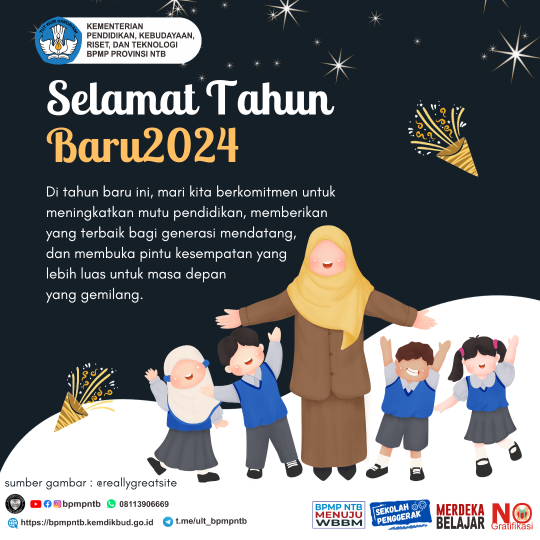 KEMENTERIAN
PENDIDIKAN, KEBUDAYAAN,
RISET, DAN TEKNOLOGI
BPMP PROVINSI NTB
Selamat Tahun
Baru2024
Di tahun baru ini, mari kita berkomitmen untuk
meningkatkan mutu pendidikan, memberikan
yang terbaik bagi generasi mendatang,
dan membuka pintu kesempatan yang
lebih luas untuk masa depan
yang gemilang.
sumber gambar : @reallygreatsite
bpmpntb 08113906669
https://bpmpntb.kemdikbud.go.id t.me/ult_bpmpntb
BPMP NTB
MENUJU
WBBM
SEKOLAH
PENGGERAK
MERDEKA
BELAJAR
NO
Gratifikasi